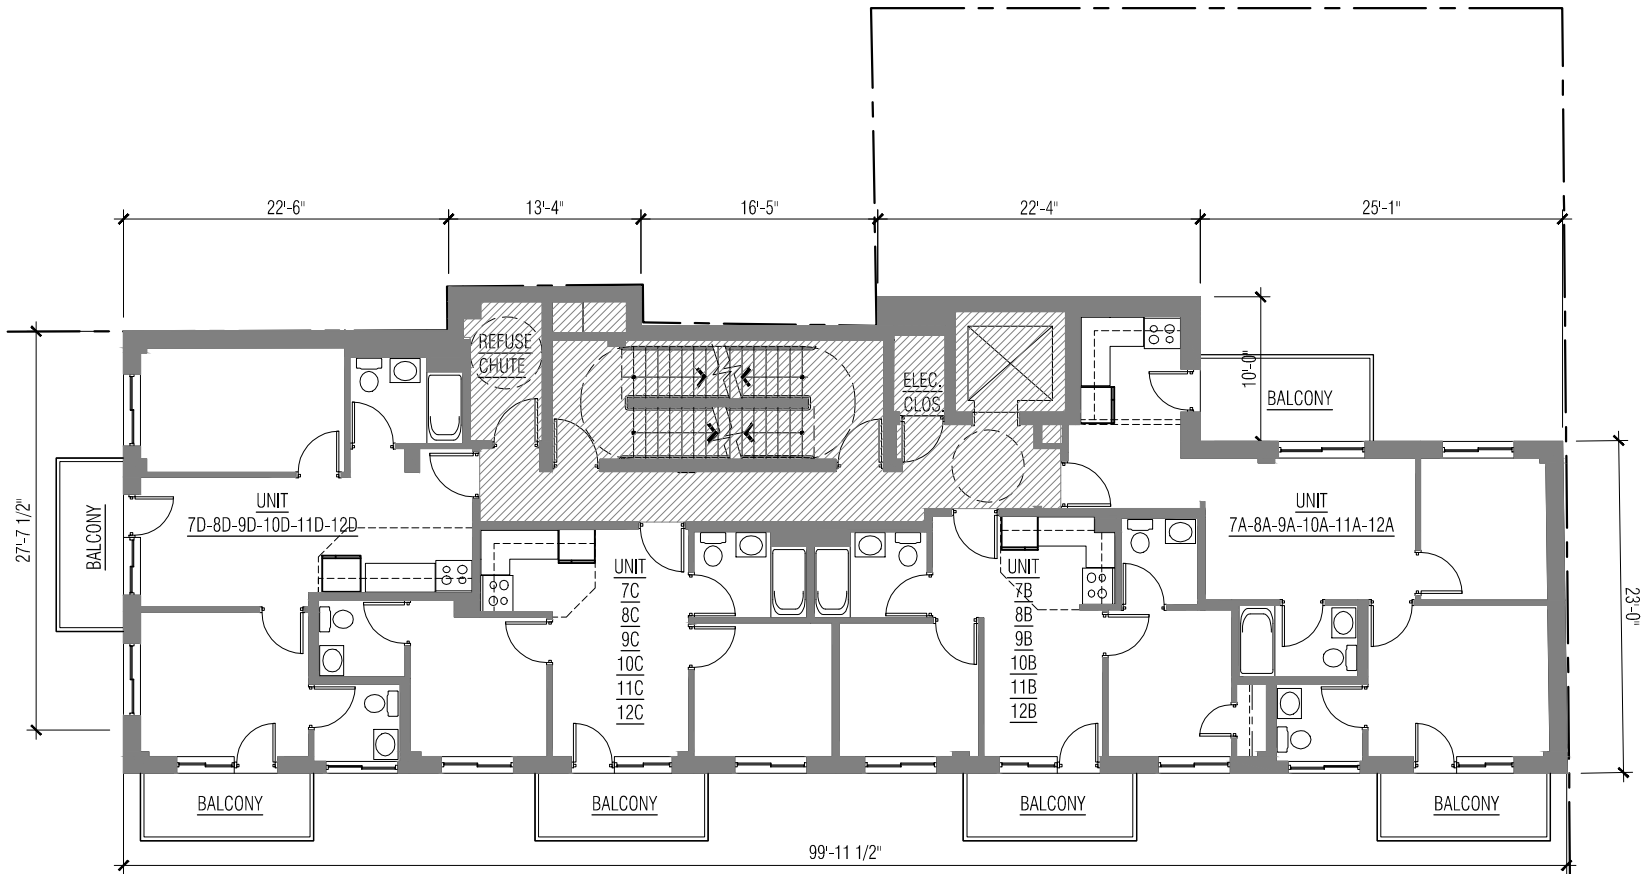 22'-6"
13'-4"
16'-5"
22'-4"
25'-1"
REFUSE
CHUTE
ELEC.
CLOS.
10'-0"
BALCONY
27'-7 1/2"
BALCONY
UNIT
7D-8D-9D-10D-11D-12D
UNIT
7A-8A-9A-10A-11A-12A
UNIT
7C
8C
9C
10C
11C
12C
UNIT
7B
8B
9B
10B
11B
12B
23'-0"
BALCONY
BALCONY
BALCONY
BALCONY
99'-11 1/2"